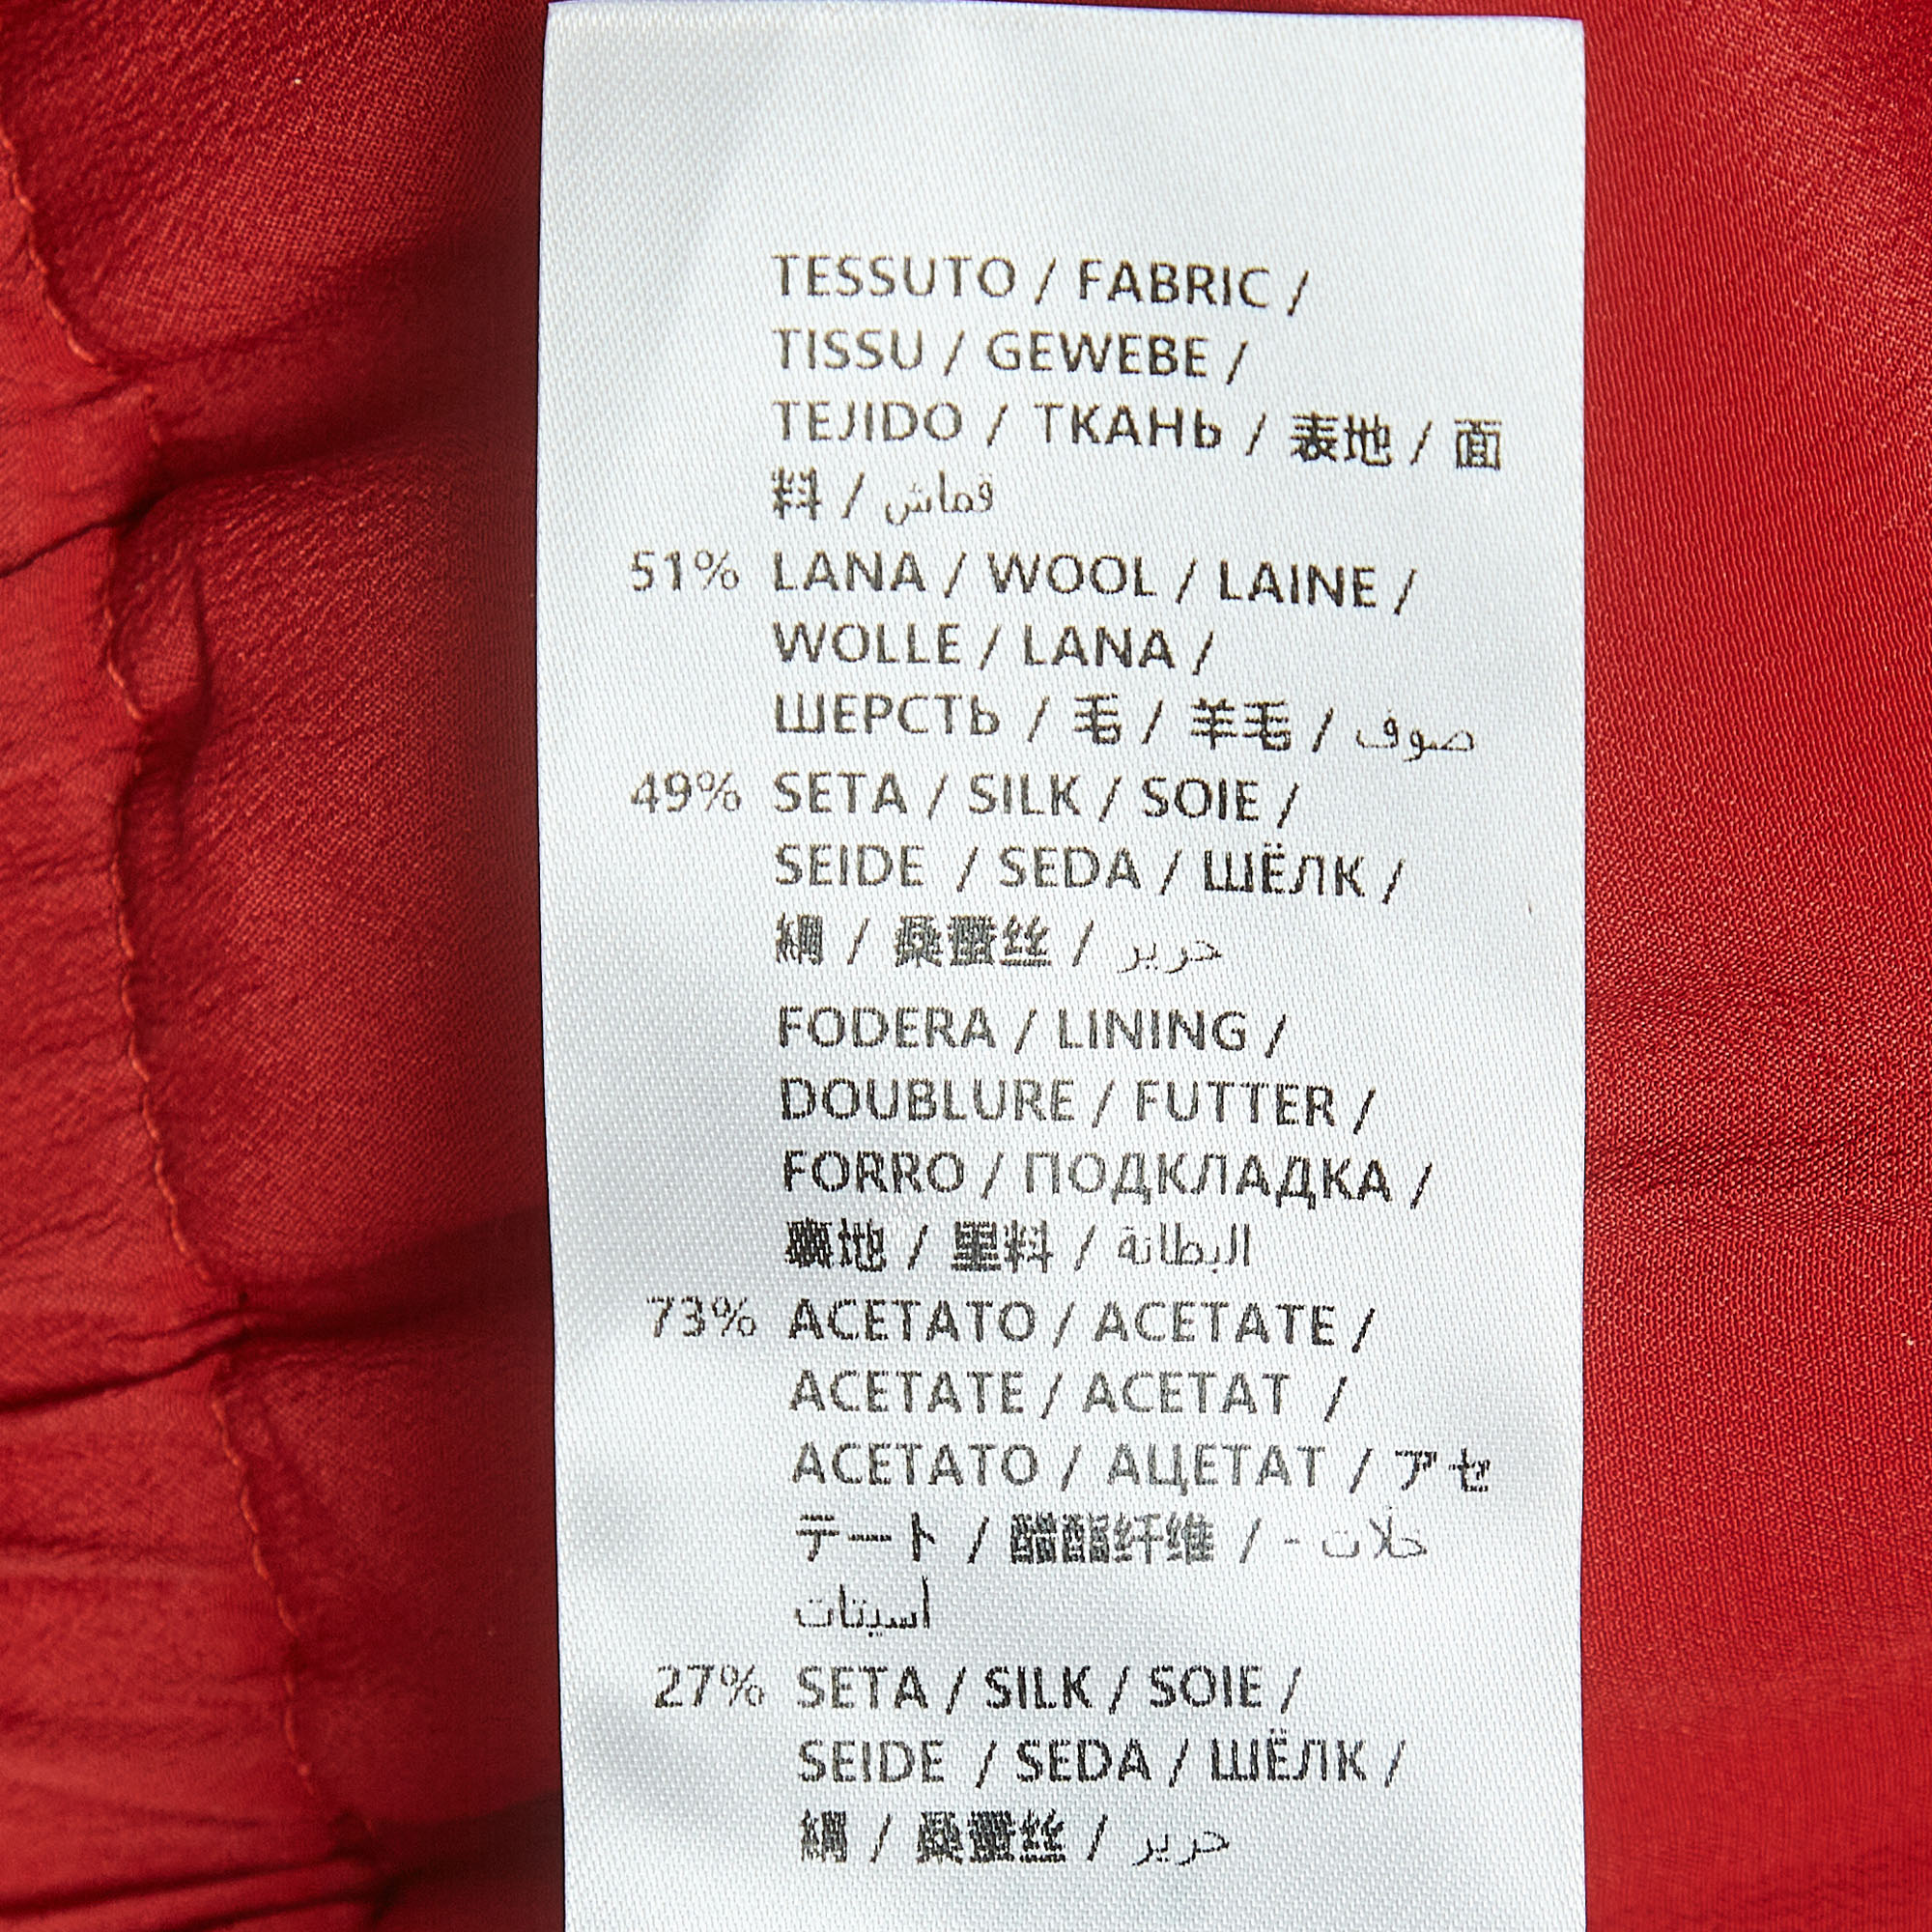 TESSUTO / FABRIC /
TISSU / GEWEBE /
TEJIDO / ТКАНЬ / 表地 / 面
料 / قماش
51% LANA / WOOL / LAINE /
WOLLE / LANA /
ШЕРСТЬ / 毛 / 羊毛 / صوف
49% SETA / SILK / SOIE /
SEIDE / SEDA / ШЁЛК /
絹 / 桑蚕丝 / حرير
FODERA / LINING /
DOUBLURE / FUTTER /
FORRO / ПОДКЛАДКА /
裏地 / 里料 / البطانة
73% ACETATO / ACETATE /
ACETATE / ACETAT /
ACETATO / АЦЕТАТ / アセ
テート / 醋酯纤维 / - خلات
أسيتات
27% SETA / SILK / SOIE /
SEIDE / SEDA / ШЁЛК /
絹 / 桑蚕丝 / حرير